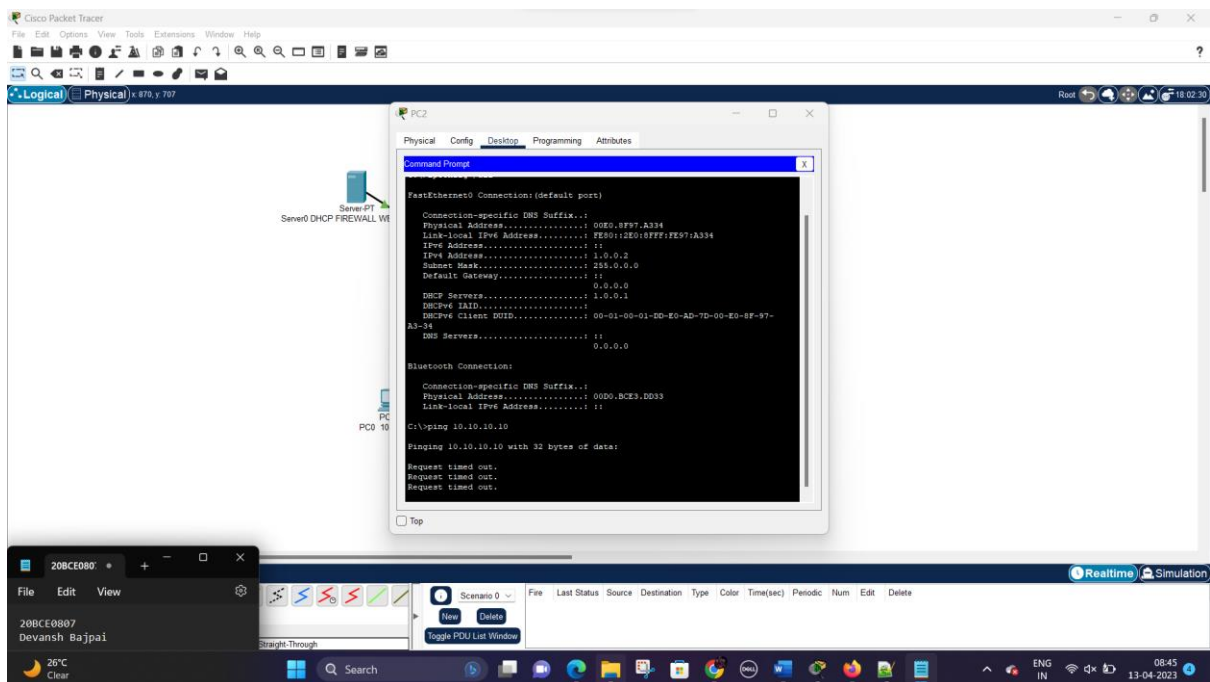 Cisco Packet Tracer
File Edit Options View Tools Extensions Window Help
?
Logical Physical x: 870, y: 707
Root 18:02:30
PC2
Physical Config Desktop Programming Attributes
Command Prompt X
FastEthernet0 Connection:(default port)
Connection-specific DNS Suffix..:
Physical Address................: 00E0.8F97.A334
Link-local IPv6 Address.........: FE80::2E0:8FFF:FE97:A334
IPv6 Address....................: ::
IPv4 Address....................: 1.0.0.2
Subnet Mask.....................: 255.0.0.0
Default Gateway.................: ::
0.0.0.0
DHCP Servers....................: 1.0.0.1
DHCPv6 IAID.....................:
DHCPv6 Client DUID..............: 00-01-00-01-DD-E0-AD-7D-00-E0-8F-97-
A3-34
DNS Servers.....................: ::
0.0.0.0
Bluetooth Connection:
Connection-specific DNS Suffix..:
Physical Address................: 00D0.BCE3.DD33
Link-local IPv6 Address.........: ::
C:\>ping 10.10.10.10
Pinging 10.10.10.10 with 32 bytes of data:
Request timed out.
Request timed out.
Request timed out.
Top
Server-PT
Server0 DHCP FIREWALL WE
PC
PC0 10
20BCE0807
File Edit View
20BCE0807
Devansh Bajpai
Realtime Simulation
Scenario 0
New Delete
Toggle PDU List Window
Fire Last Status Source Destination Type Color Time(sec) Periodic Num Edit Delete
Straight-Through
26°C
Clear
Search
ENG
IN
08:45
13-04-2023
4